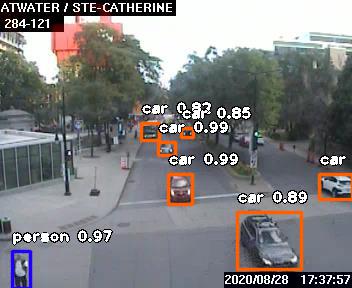 ATWATER / STE-CATHERINE
284-121
car 0.83
car 0.85
car 0.99
car 0.99
car
car 0.89
person 0.97
2020/08/28 17:37:57